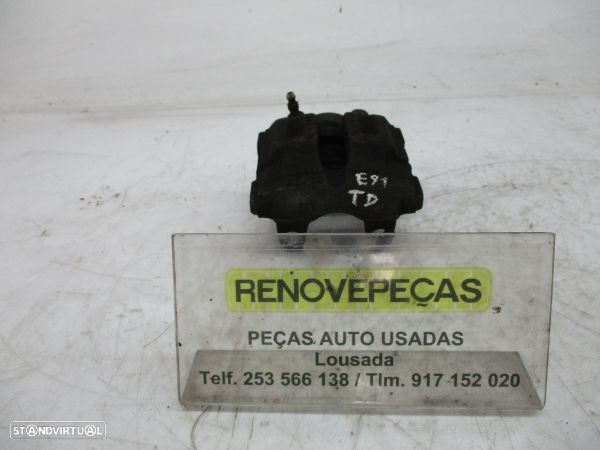 E91
TD
RENOVEPEÇAS
PEÇAS AUTO USADAS
Lousada
Telf. 253 566 138 / Tlm. 917 152 020
STANDVIRTUAL